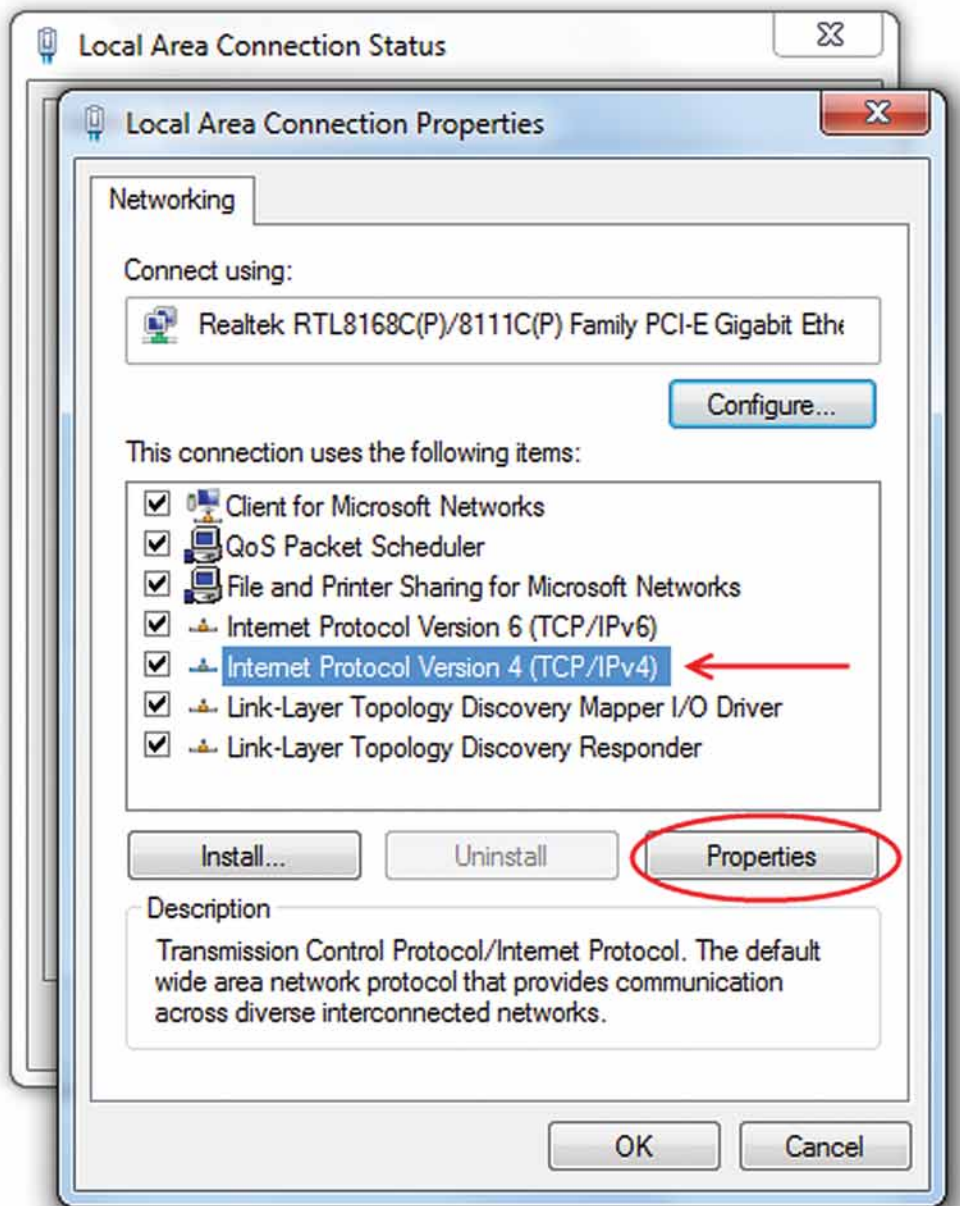 Local Area Connection Status
Local Area Connection Properties
Networking
Connect using:
Realtek RTL8168C(P)/8111C(P) Family PCI-E Gigabit Ethe
Configure...
This connection uses the following items:
Client for Microsoft Networks
QoS Packet Scheduler
File and Printer Sharing for Microsoft Networks
Internet Protocol Version 6 (TCP/IPv6)
Internet Protocol Version 4 (TCP/IPv4)
Link-Layer Topology Discovery Mapper I/O Driver
Link-Layer Topology Discovery Responder
Install...
Uninstall
Properties
Description
Transmission Control Protocol/Internet Protocol. The default
wide area network protocol that provides communication
across diverse interconnected networks.
OK
Cancel